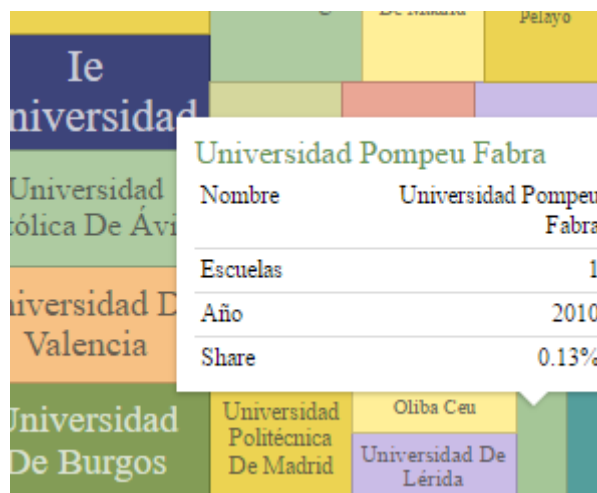 De Madrid
Pelayo
Ie
niversidad
Universidad
tólica De Ávi
niversidad D
Valencia
Universidad
De Burgos
Universidad Pompeu Fabra
Nombre
Universidad Pompeu
Fabra
Escuelas
1
Año
2010
Share
0.13%
Universidad
Politécnica
De Madrid
Oliba Ceu
Universidad De
Lérida